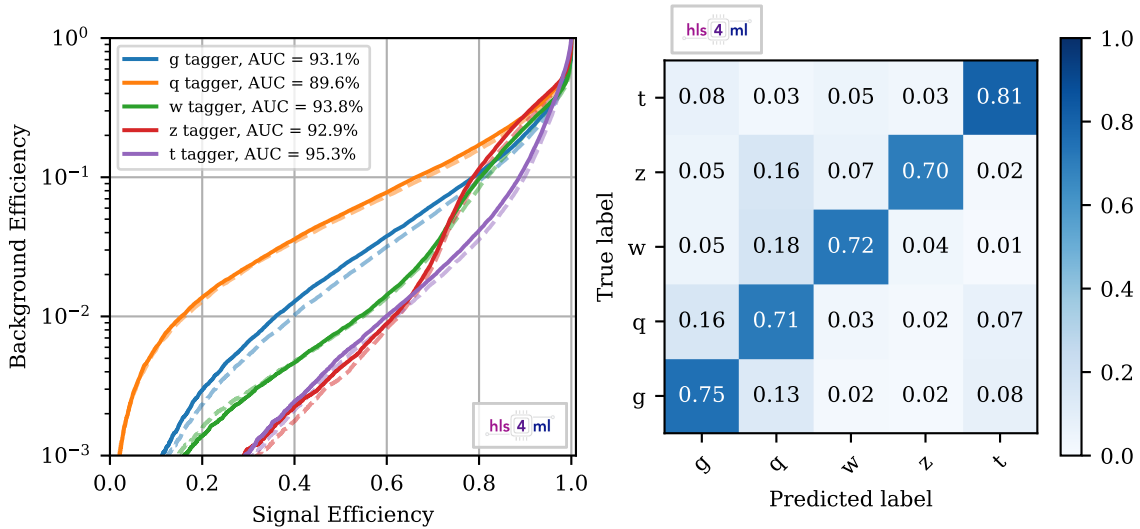 10⁰
10⁻¹
10⁻²
10⁻³
Background Efficiency
g tagger, AUC = 93.1%
q tagger, AUC = 89.6%
w tagger, AUC = 93.8%
z tagger, AUC = 92.9%
t tagger, AUC = 95.3%
hls 4 ml
0.0 0.2 0.4 0.6 0.8 1.0
Signal Efficiency
hls 4 ml
True label
t 0.08 0.03 0.05 0.03 0.81
z 0.05 0.16 0.07 0.70 0.02
w 0.05 0.18 0.72 0.04 0.01
q 0.16 0.71 0.03 0.02 0.07
g 0.75 0.13 0.02 0.02 0.08
g q w z t
Predicted label
1.0
0.8
0.6
0.4
0.2
0.0